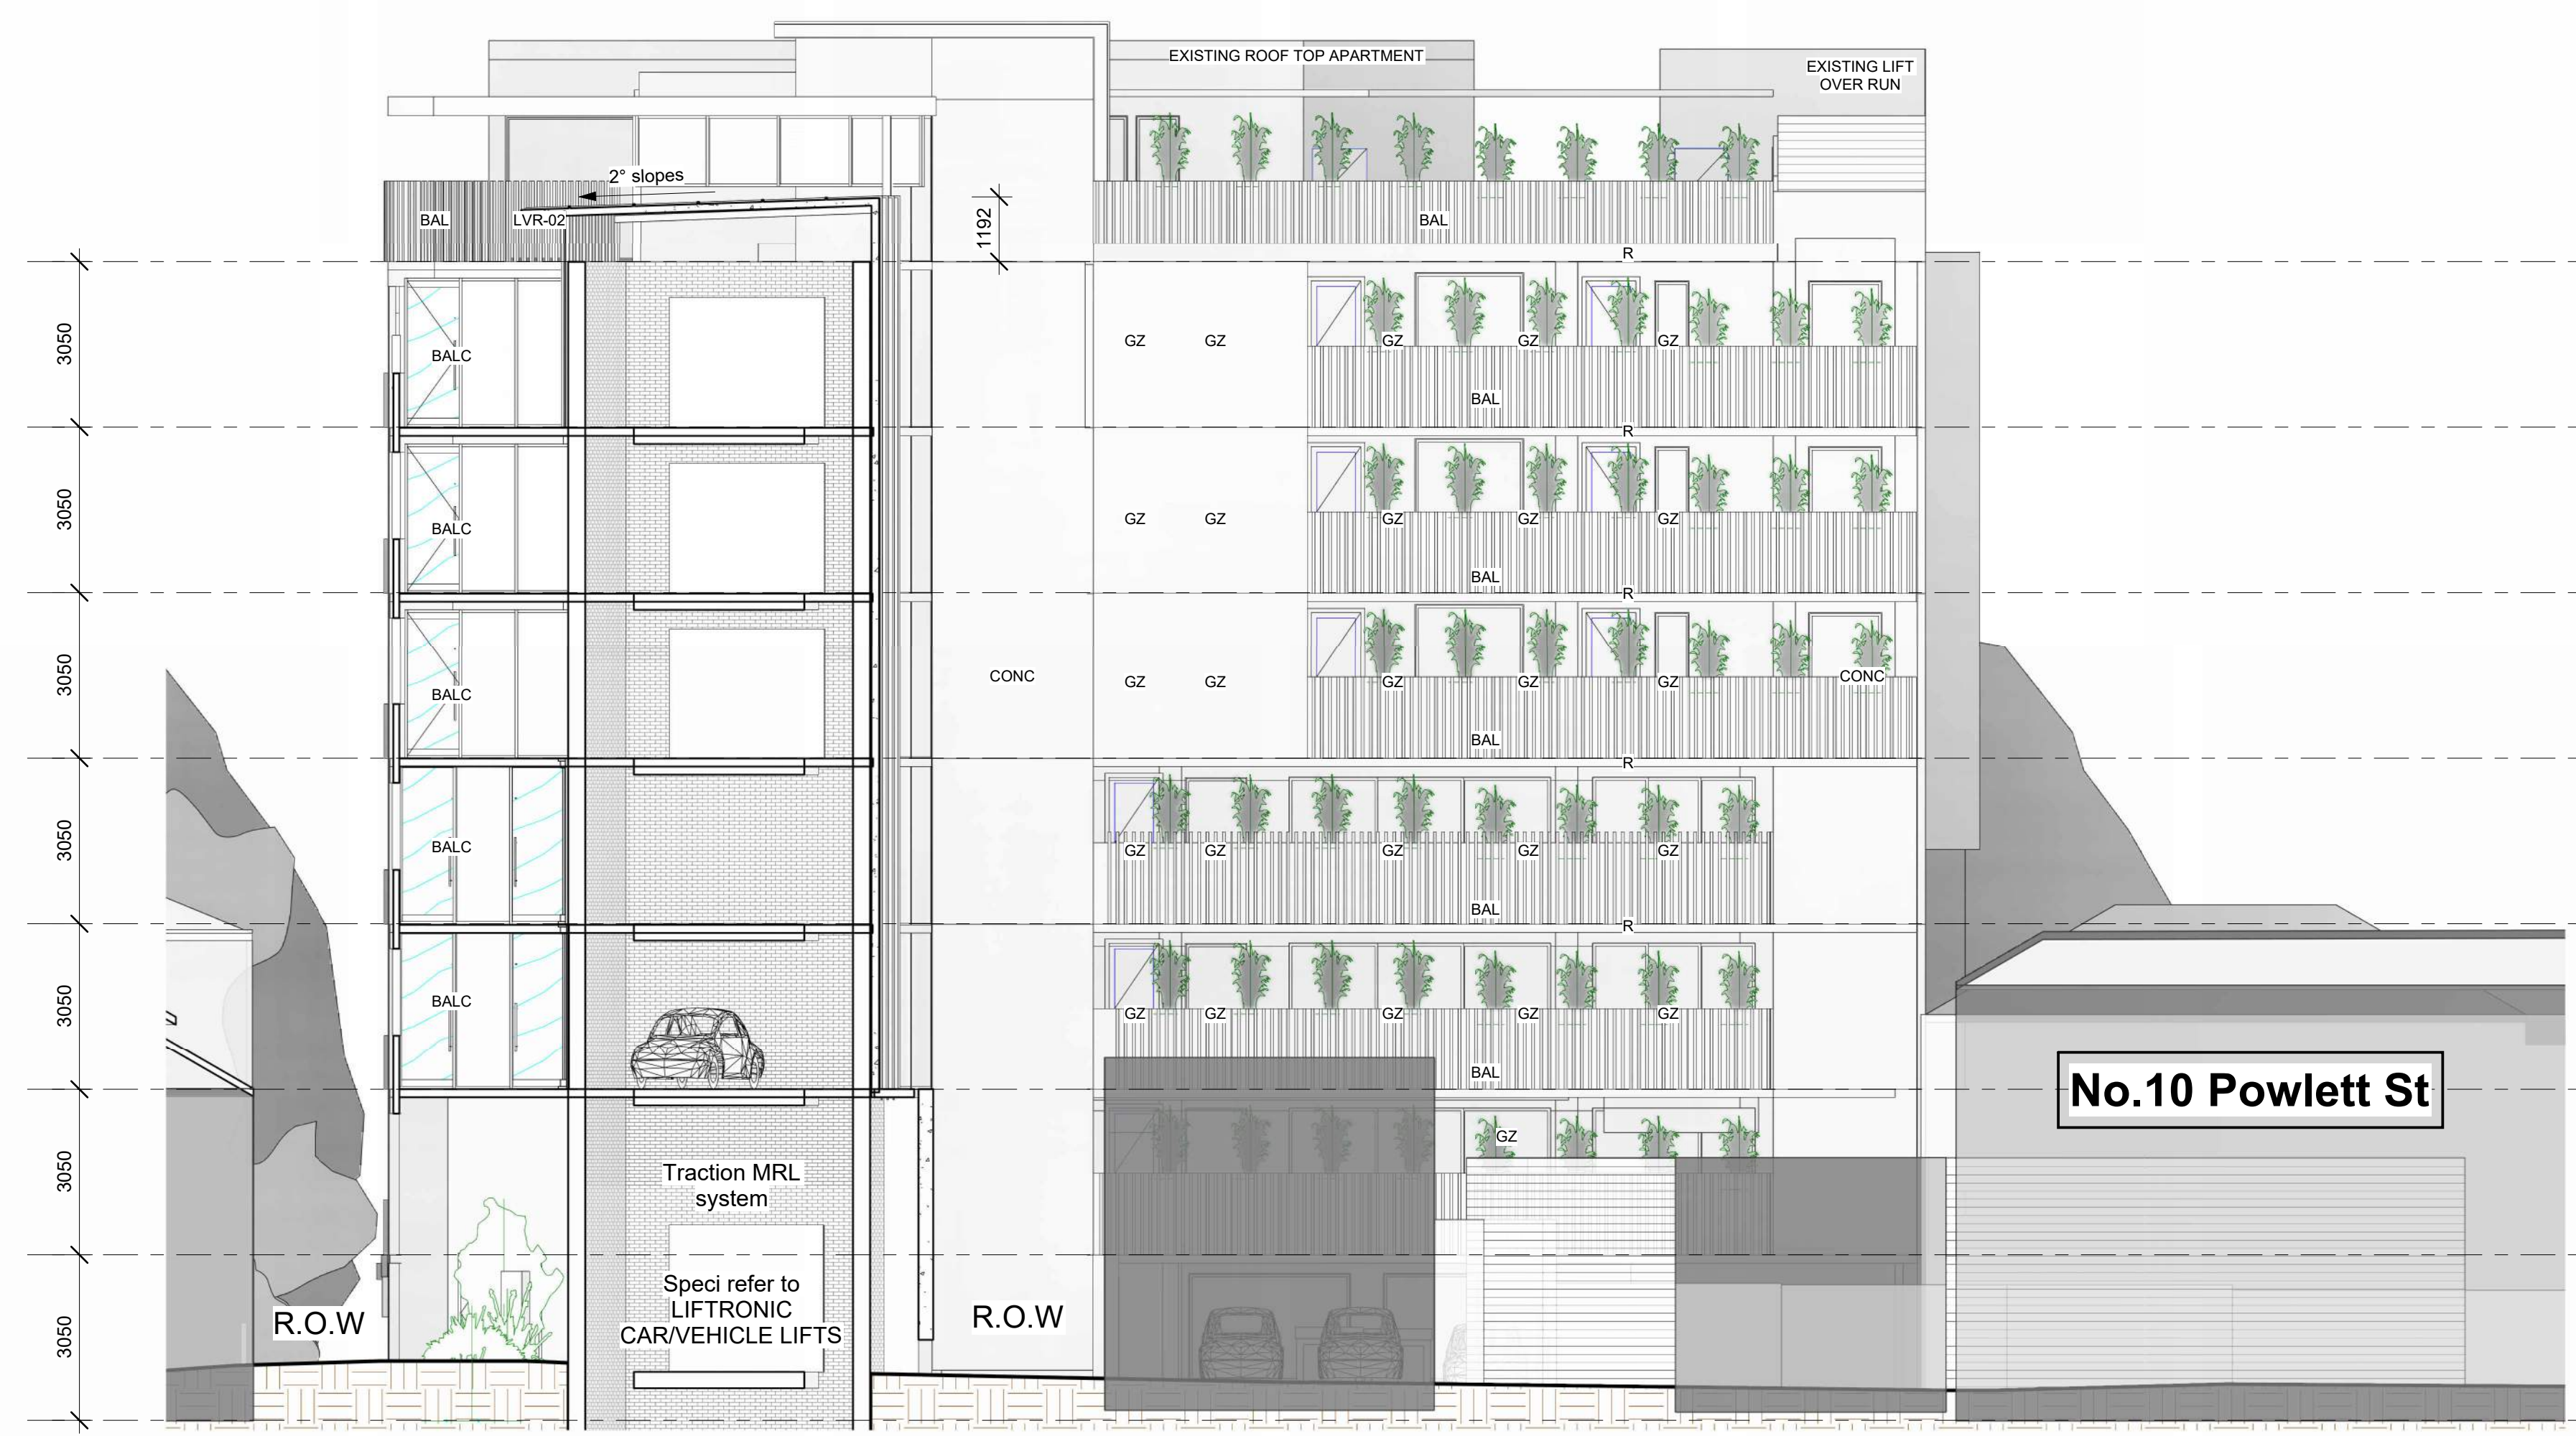 EXISTING ROOF TOP APARTMENT
EXISTING LIFT
OVER RUN
2° slopes
BAL
LVR-02
1192
BAL
R
3050
BALC
GZ
GZ
GZ
GZ
GZ
BAL
R
3050
BALC
GZ
GZ
GZ
GZ
GZ
BAL
R
3050
BALC
CONC
GZ
GZ
GZ
GZ
GZ
CONC
BAL
R
3050
BALC
GZ
GZ
GZ
GZ
GZ
BAL
R
3050
BALC
GZ
GZ
GZ
GZ
GZ
BAL
No.10 Powlett St
3050
GZ
Traction MRL
system
3050
Speci refer to
LIFTRONIC
CAR/VEHICLE LIFTS
R.O.W
R.O.W